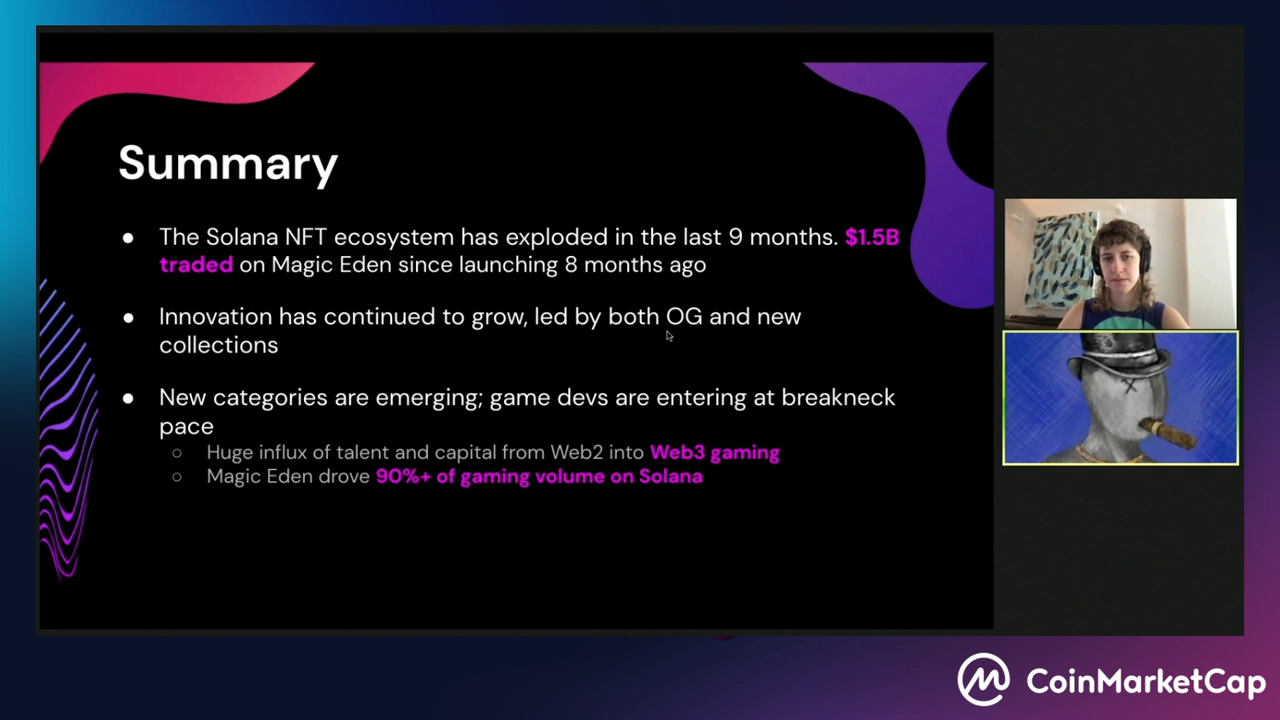 Summary
● The Solana NFT ecosystem has exploded in the last 9 months. $1.5B
traded on Magic Eden since launching 8 months ago
● Innovation has continued to grow, led by both OG and new
collections
● New categories are emerging; game devs are entering at breakneck
pace
○ Huge influx of talent and capital from Web2 into Web3 gaming
○ Magic Eden drove 90%+ of gaming volume on Solana
CoinMarketCap